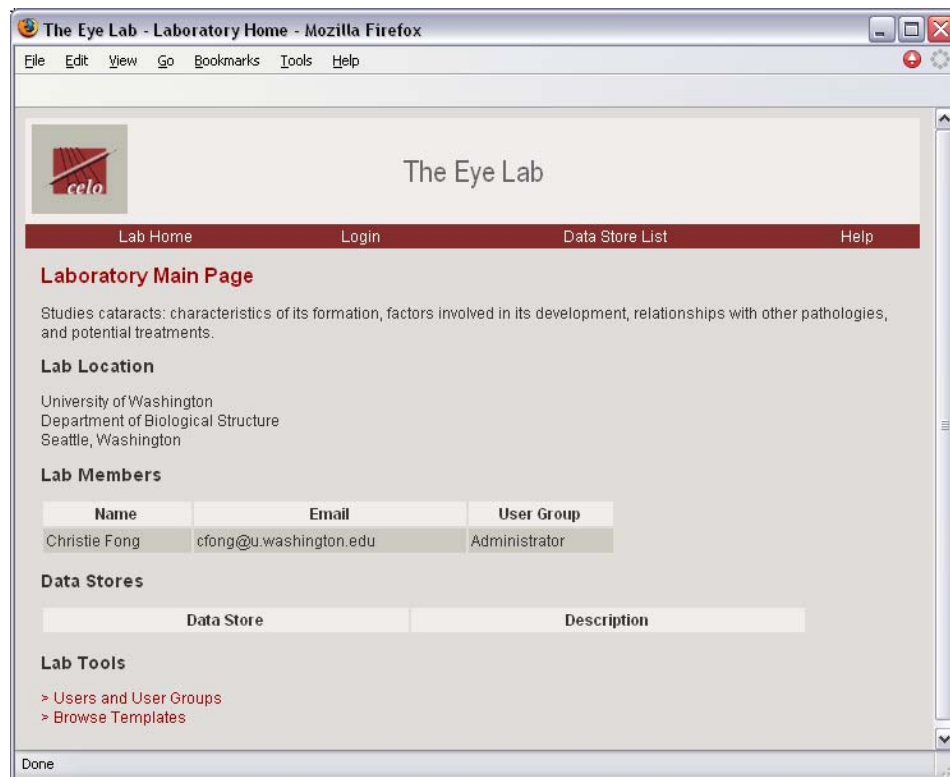 The Eye Lab - Laboratory Home - Mozilla Firefox
File Edit View Go Bookmarks Tools Help
celo
The Eye Lab
Lab Home Login Data Store List Help
Laboratory Main Page
Studies cataracts: characteristics of its formation, factors involved in its development, relationships with other pathologies,
and potential treatments.
Lab Location
University of Washington
Department of Biological Structure
Seattle, Washington
Lab Members
Name Email User Group
Christie Fong cfong@u.washington.edu Administrator
Data Stores
Data Store Description
Lab Tools
> Users and User Groups
> Browse Templates
Done